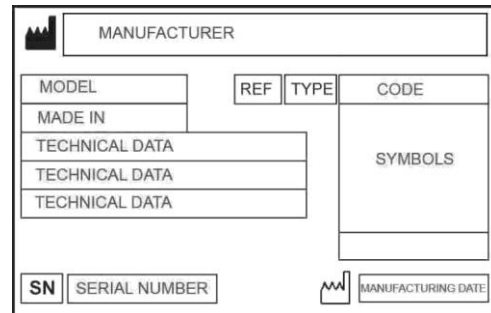 MANUFACTURER
MODEL REF TYPE CODE
MADE IN
TECHNICAL DATA
SYMBOLS
TECHNICAL DATA
TECHNICAL DATA
SN SERIAL NUMBER MANUFACTURING DATE